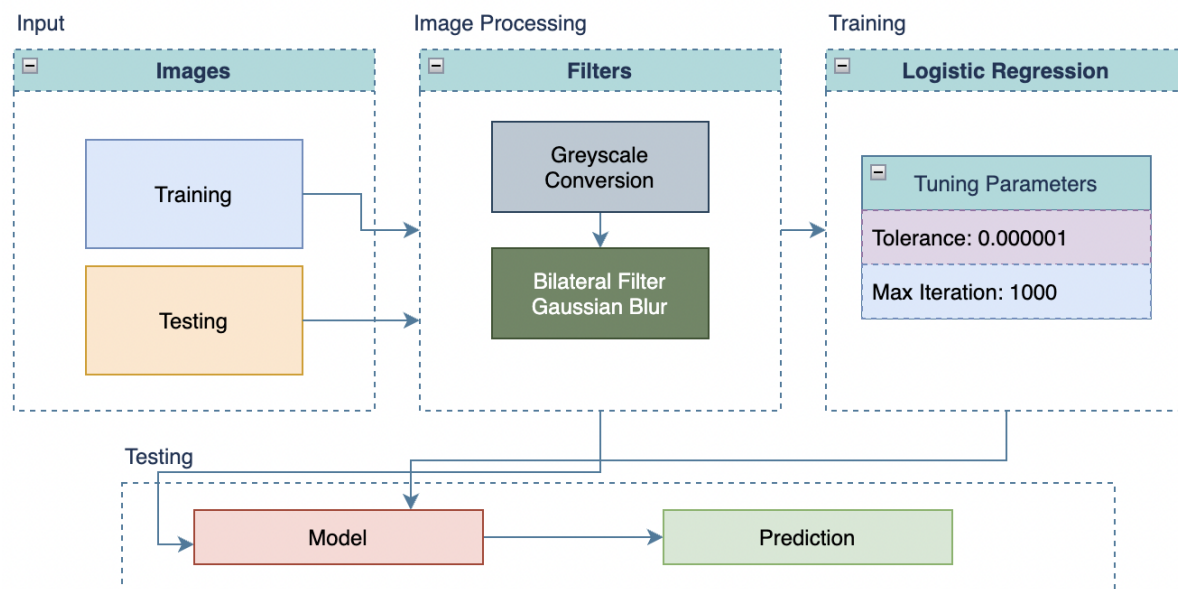 Input
Image Processing
Training
Images
Filters
Logistic Regression
Training
Testing
Greyscale
Conversion
Bilateral Filter
Gaussian Blur
Tuning Parameters
Tolerance: 0.000001
Max Iteration: 1000
Testing
Model
Prediction